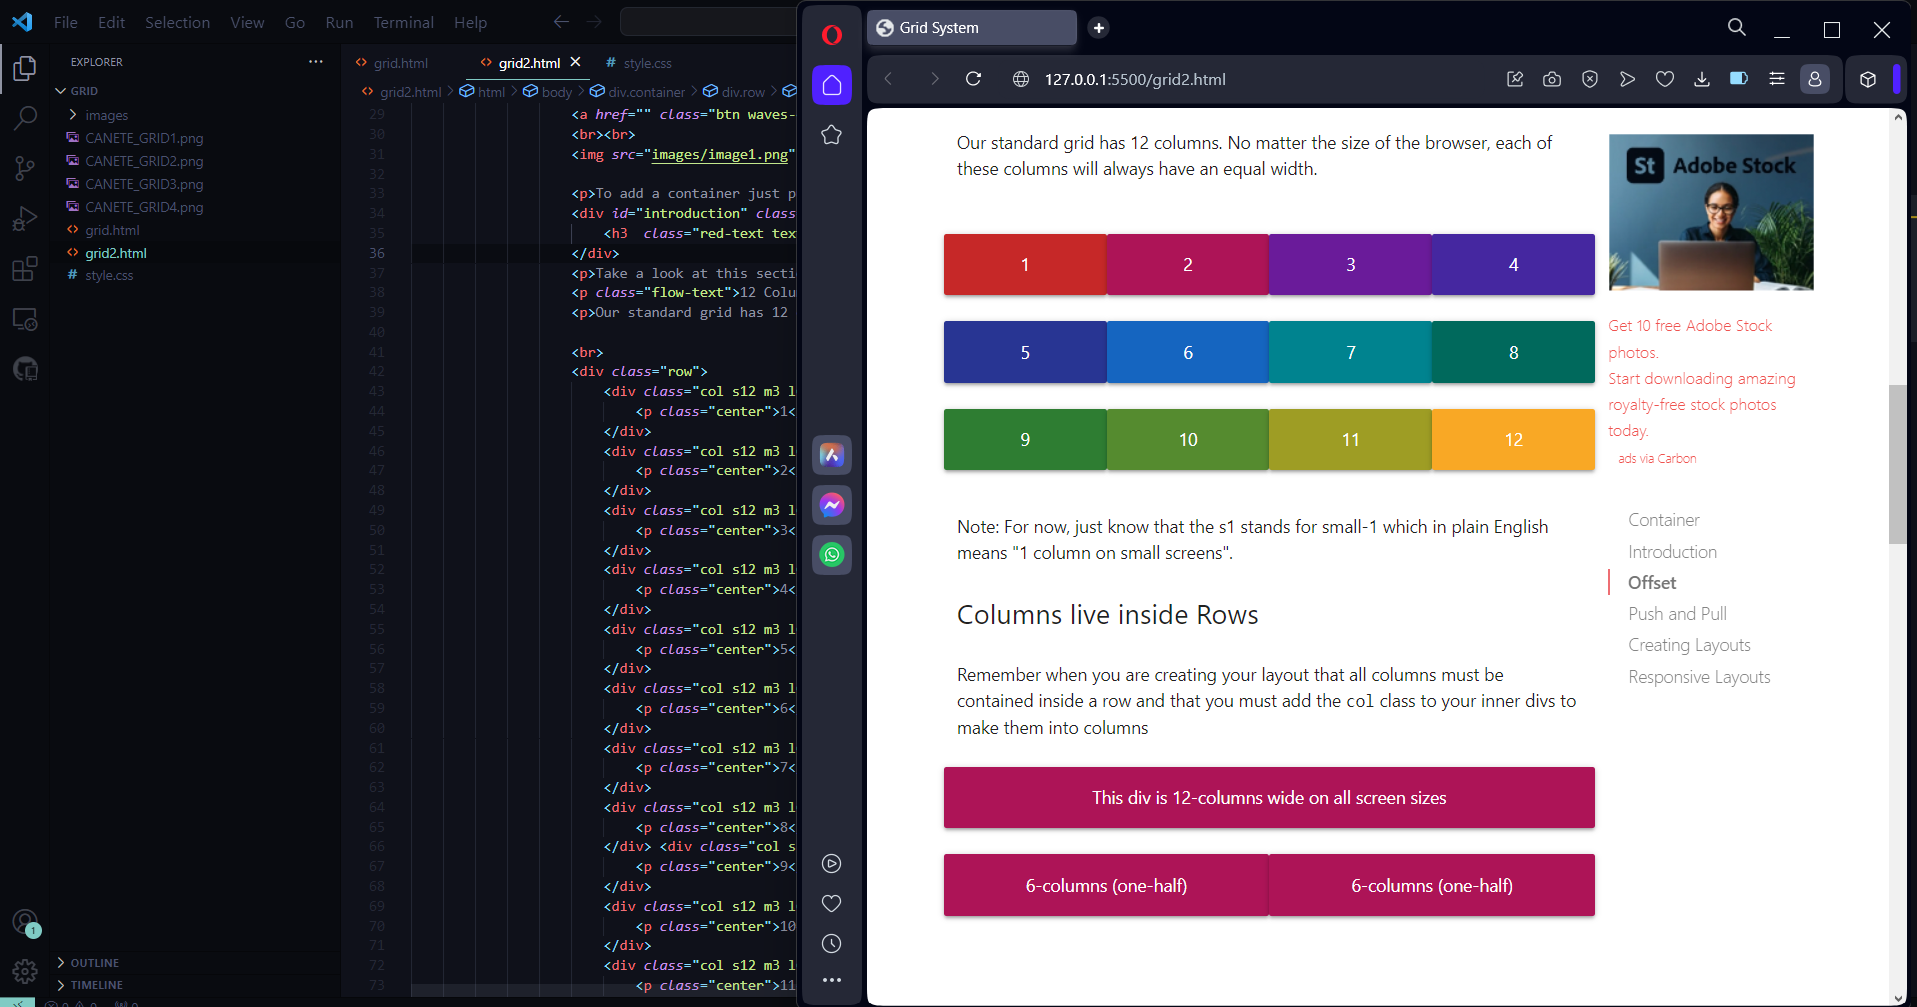 File Edit Selection View Go Run Terminal Help
EXPLORER
GRID
images
CANETE_GRID1.png
CANETE_GRID2.png
CANETE_GRID3.png
CANETE_GRID4.png
grid.html
grid2.html
style.css
OUTLINE
TIMELINE
1
grid.html grid2.html style.css
grid2.html > html > body > div.container > div.row >
29 <a href="" class="btn waves-
30 <br><br>
31 <img src="images/image1.png"
32
33 <p>To add a container just p
34 <div id="introduction" class
35 <h3 class="red-text tex
36 </div>
37 <p>Take a look at this secti
38 <p class="flow-text">12 Colu
39 <p>Our standard grid has 12
40
41 <br>
42 <div class="row">
43 <div class="col s12 m3 l
44 <p class="center">1<
45 </div>
46 <div class="col s12 m3 l
47 <p class="center">2<
48 </div>
49 <div class="col s12 m3 l
50 <p class="center">3<
51 </div>
52 <div class="col s12 m3 l
53 <p class="center">4<
54 </div>
55 <div class="col s12 m3 l
56 <p class="center">5<
57 </div>
58 <div class="col s12 m3 l
59 <p class="center">6<
60 </div>
61 <div class="col s12 m3 l
62 <p class="center">7<
63 </div>
64 <div class="col s12 m3 l
65 <p class="center">8<
66 </div> <div class="col s
67 <p class="center">9<
68 </div>
69 <div class="col s12 m3 l
70 <p class="center">10
71 </div>
72 <div class="col s12 m3 l
73 <p class="center">11
Grid System
127.0.0.1:5500/grid2.html
Our standard grid has 12 columns. No matter the size of the browser, each of
these columns will always have an equal width.
1 2 3 4
5 6 7 8
9 10 11 12
Note: For now, just know that the s1 stands for small-1 which in plain English
means "1 column on small screens".
Columns live inside Rows
Remember when you are creating your layout that all columns must be
contained inside a row and that you must add the col class to your inner divs to
make them into columns
This div is 12-columns wide on all screen sizes
6-columns (one-half) 6-columns (one-half)
St Adobe Stock
Get 10 free Adobe Stock
photos.
Start downloading amazing
royalty-free stock photos
today.
ads via Carbon
Container
Introduction
Offset
Push and Pull
Creating Layouts
Responsive Layouts